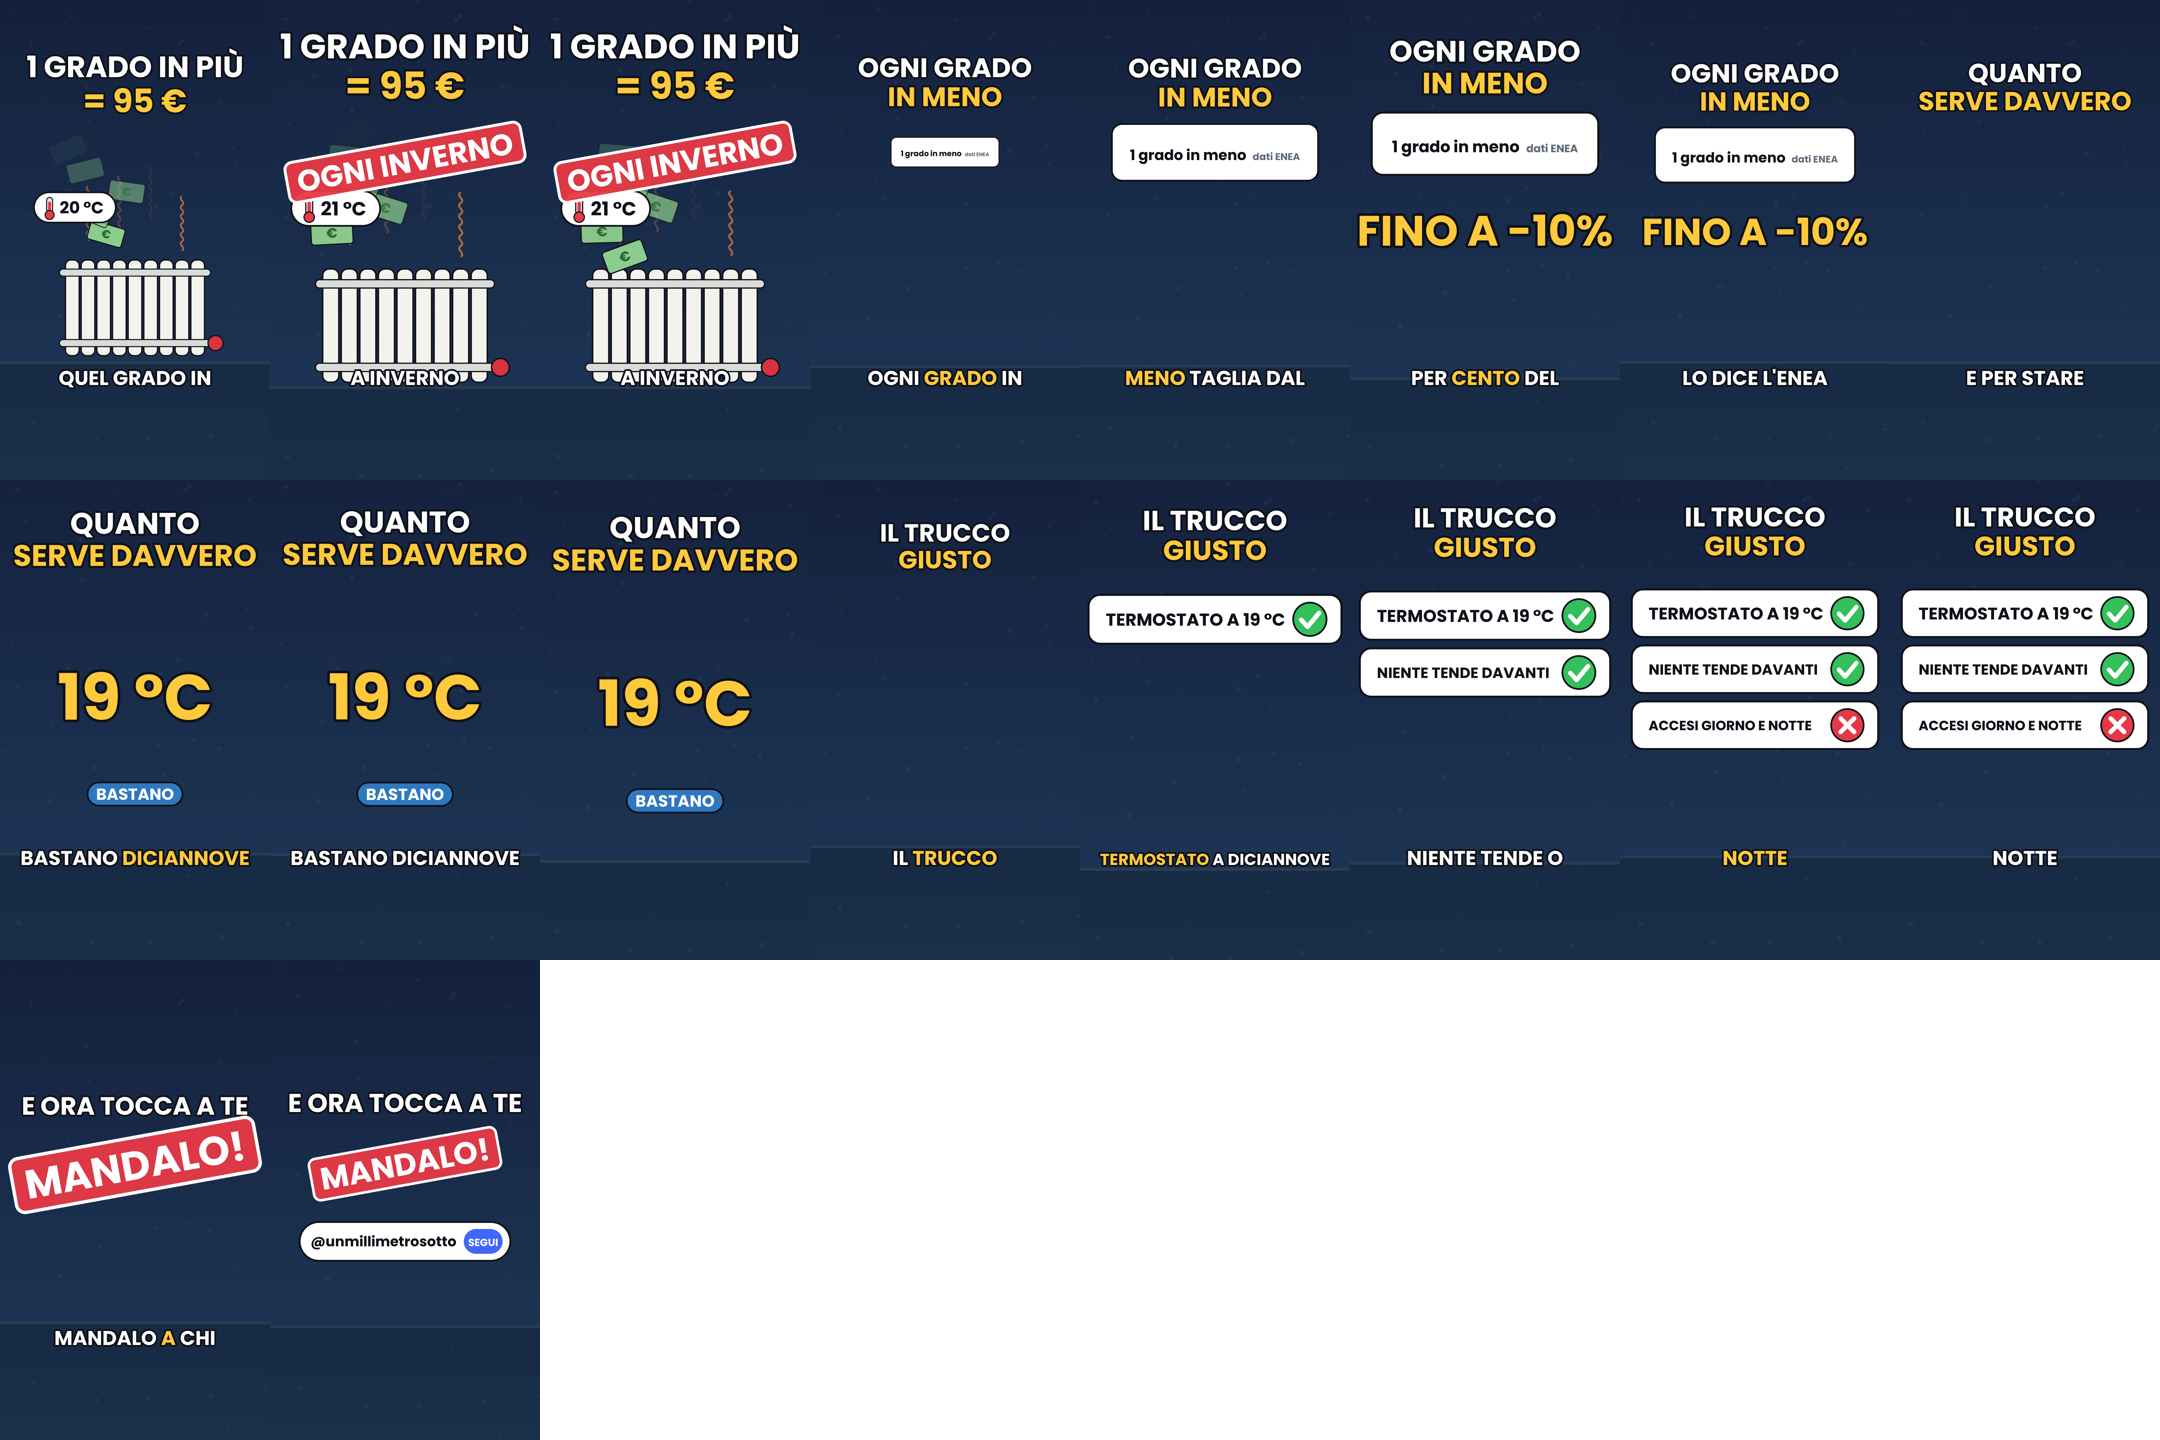 1 GRADO IN PIÙ
= 95 €
20 °C
€
€
QUEL GRADO IN
1 GRADO IN PIÙ
= 95 €
OGNI INVERNO
21 °C
€
€
A INVERNO
1 GRADO IN PIÙ
= 95 €
OGNI INVERNO
21 °C
€
€
€
A INVERNO
OGNI GRADO
IN MENO
1 grado in meno dati ENEA
OGNI GRADO IN
OGNI GRADO
IN MENO
1 grado in meno dati ENEA
MENO TAGLIA DAL
OGNI GRADO
IN MENO
1 grado in meno dati ENEA
FINO A -10%
PER CENTO DEL
OGNI GRADO
IN MENO
1 grado in meno dati ENEA
FINO A -10%
LO DICE L'ENEA
QUANTO
SERVE DAVVERO
E PER STARE
QUANTO
SERVE DAVVERO
19 °C
BASTANO
BASTANO DICIANNOVE
QUANTO
SERVE DAVVERO
19 °C
BASTANO
BASTANO DICIANNOVE
QUANTO
SERVE DAVVERO
19 °C
BASTANO
IL TRUCCO
GIUSTO
IL TRUCCO
IL TRUCCO
GIUSTO
TERMOSTATO A 19 °C
TERMOSTATO A DICIANNOVE
IL TRUCCO
GIUSTO
TERMOSTATO A 19 °C
NIENTE TENDE DAVANTI
NIENTE TENDE O
IL TRUCCO
GIUSTO
TERMOSTATO A 19 °C
NIENTE TENDE DAVANTI
ACCESI GIORNO E NOTTE
NOTTE
IL TRUCCO
GIUSTO
TERMOSTATO A 19 °C
NIENTE TENDE DAVANTI
ACCESI GIORNO E NOTTE
NOTTE
E ORA TOCCA A TE
MANDALO!
MANDALO A CHI
E ORA TOCCA A TE
MANDALO!
@unmillimetrosotto SEGUI